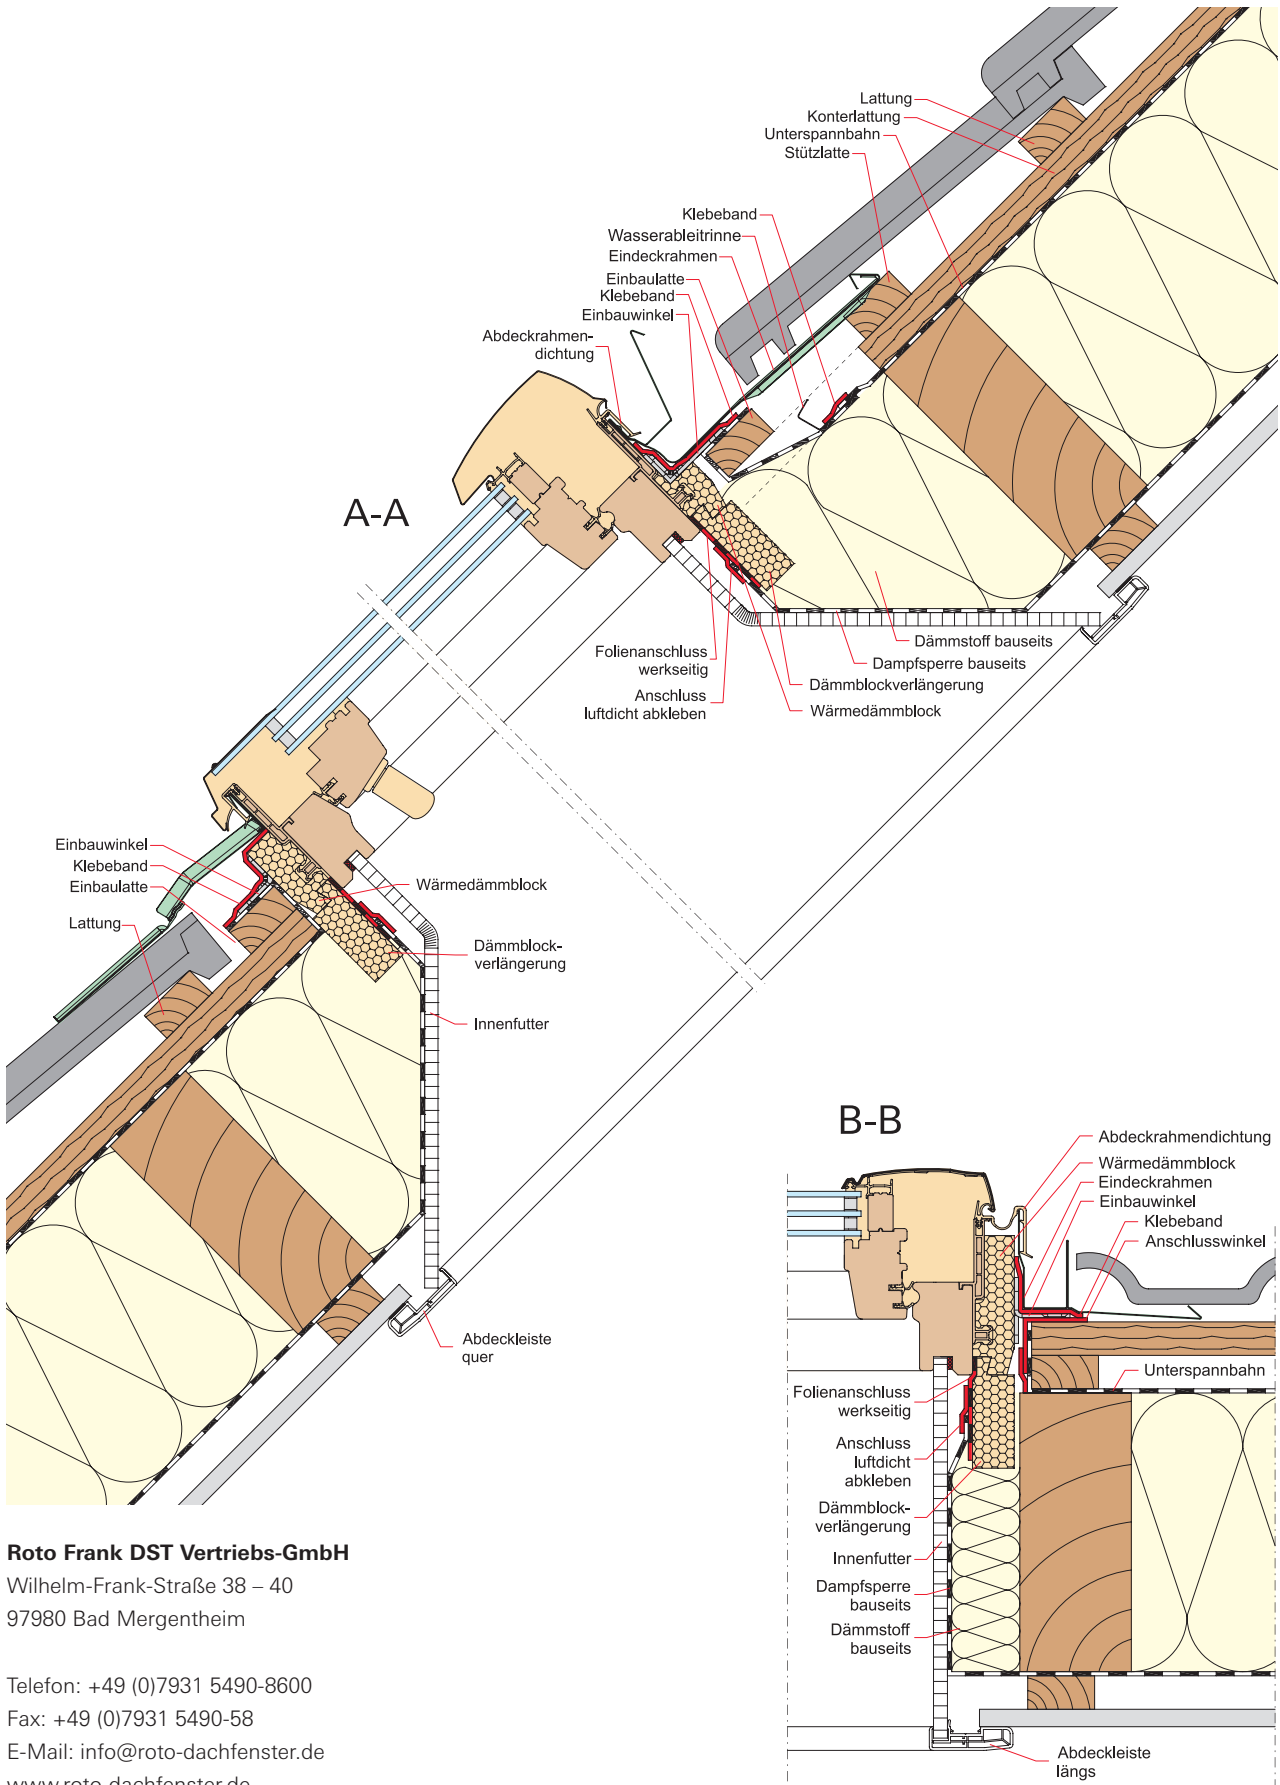 Lattung
Konterlattung
Unterspannbahn
Stützlatte
Klebeband
Wasserableitrinne
Eindeckrahmen
Einbaulatte
Klebeband
Einbauwinkel
Abdeckrahmen-
dichtung
A-A
Dämmstoff bauseits
Dampfsperre bauseits
Dämmblockverlängerung
Wärmedämmblock
Folienanschluss
werkseitig
Anschluss
luftdicht abkleben
Einbauwinkel
Klebeband
Einbaulatte
Lattung
Wärmedämmblock
Dämmblock-
verlängerung
Innenfutter
Abdeckleiste
quer
B-B
Abdeckrahmendichtung
Wärmedämmblock
Eindeckrahmen
Einbauwinkel
Klebeband
Anschlusswinkel
Unterspannbahn
Folienanschluss
werkseitig
Anschluss
luftdicht
abkleben
Dämmblock-
verlängerung
Innenfutter
Dampfsperre
bauseits
Dämmstoff
bauseits
Abdeckleiste
längs
Roto Frank DST Vertriebs-GmbH
Wilhelm-Frank-Straße 38 – 40
97980 Bad Mergentheim
Telefon: +49 (0)7931 5490-8600
Fax: +49 (0)7931 5490-58
E-Mail: info@roto-dachfenster.de
www.roto-dachfenster.de